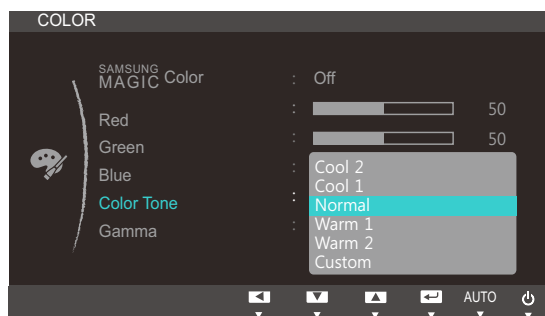 COLOR
SAMSUNG
MAGIC Color : Off
Red : 50
Green : 50
Blue :
Color Tone :
Gamma :
Cool 2
Cool 1
Normal
Warm 1
Warm 2
Custom
AUTO